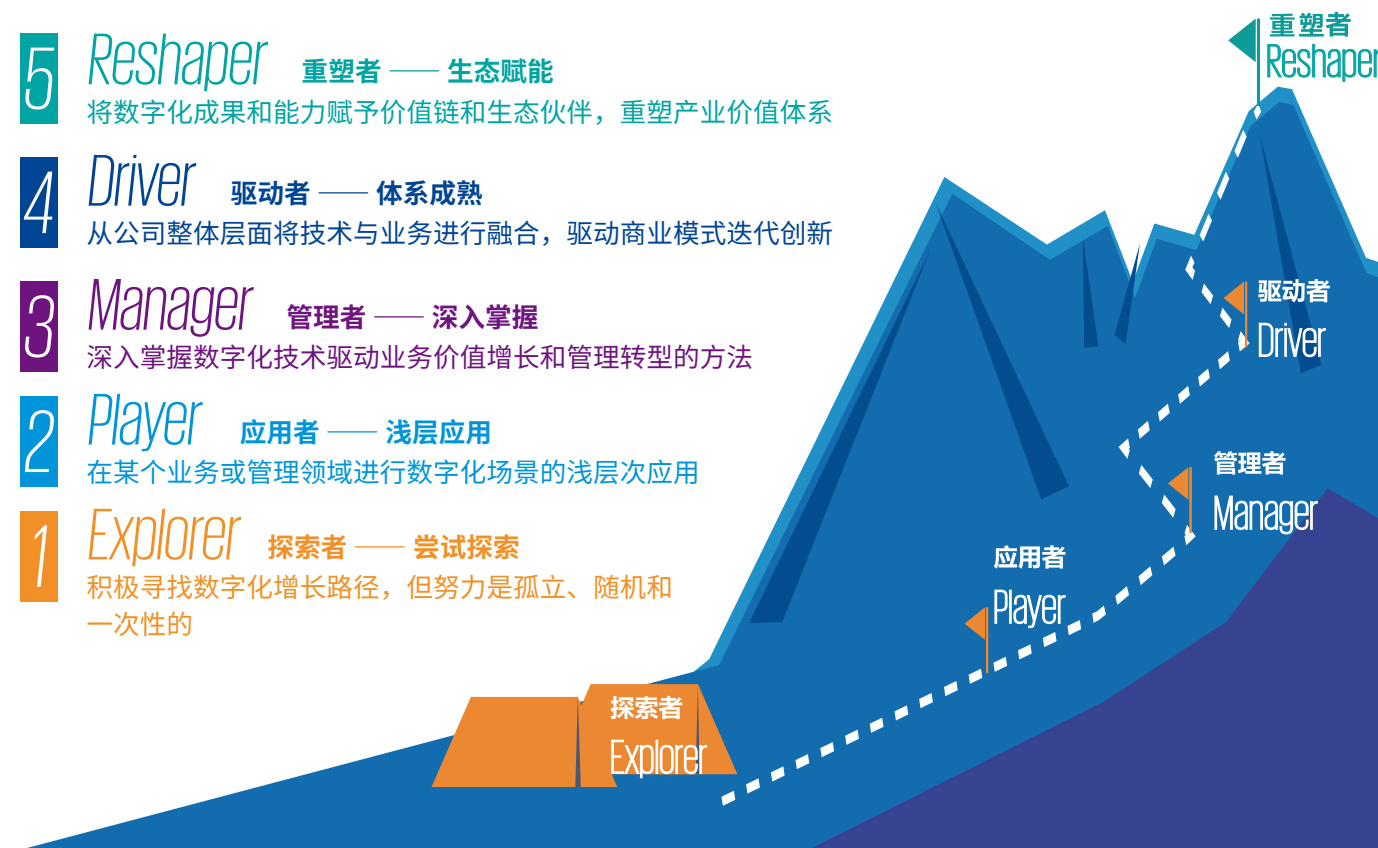 5
Reshaper 重塑者 —— 生态赋能
将数字化成果和能力赋予价值链和生态伙伴，重塑产业价值体系
4
Driver 驱动者 —— 体系成熟
从公司整体层面将技术与业务进行融合，驱动商业模式迭代创新
3
Manager 管理者 —— 深入掌握
深入掌握数字化技术驱动业务价值增长和管理转型的方法
2
Player 应用者 —— 浅层应用
在某个业务或管理领域进行数字化场景的浅层次应用
1
Explorer 探索者 —— 尝试探索
积极寻找数字化增长路径，但努力是孤立、随机和
一次性的
重塑者
Reshaper
驱动者
Driver
管理者
Manager
应用者
Player
探索者
Explorer